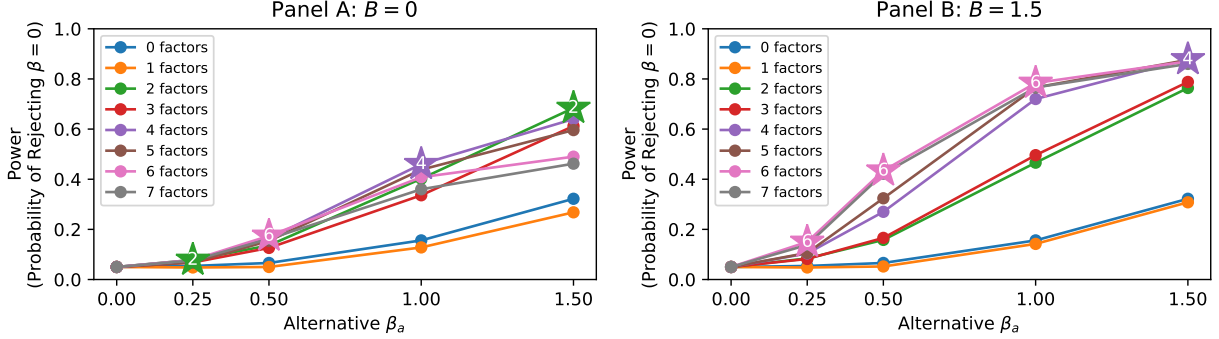 Panel A: B = 0
Power
(Probability of Rejecting β = 0)
1.0
0.8
0.6
0.4
0.2
0.0
0 factors
1 factors
2 factors
3 factors
4 factors
5 factors
6 factors
7 factors
2
6
4
2
0.00
0.25
0.50
1.00
1.50
Alternative βa
Panel B: B = 1.5
Power
(Probability of Rejecting β = 0)
1.0
0.8
0.6
0.4
0.2
0.0
0 factors
1 factors
2 factors
3 factors
4 factors
5 factors
6 factors
7 factors
6
6
6
4
0.00
0.25
0.50
1.00
1.50
Alternative βa